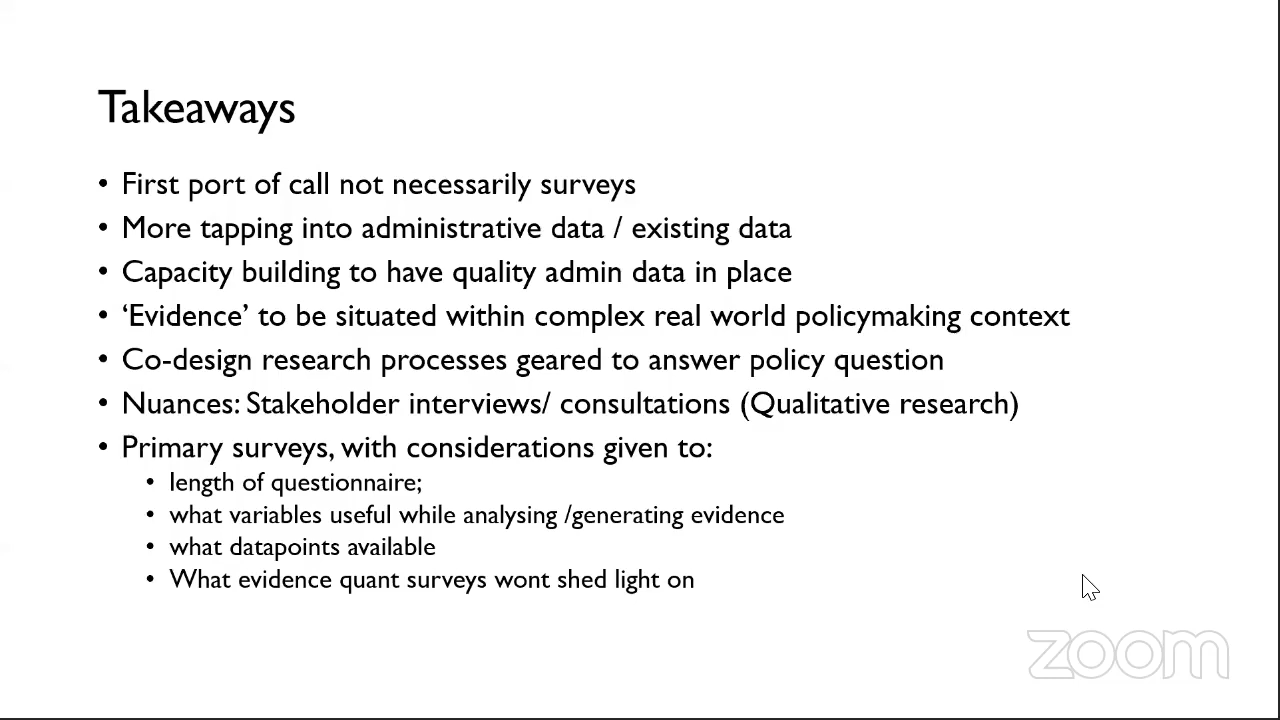 Takeaways
• First port of call not necessarily surveys
• More tapping into administrative data / existing data
• Capacity building to have quality admin data in place
• ‘Evidence’ to be situated within complex real world policymaking context
• Co-design research processes geared to answer policy question
• Nuances: Stakeholder interviews/ consultations (Qualitative research)
• Primary surveys, with considerations given to:
• length of questionnaire;
• what variables useful while analysing /generating evidence
• what datapoints available
• What evidence quant surveys wont shed light on
zoom